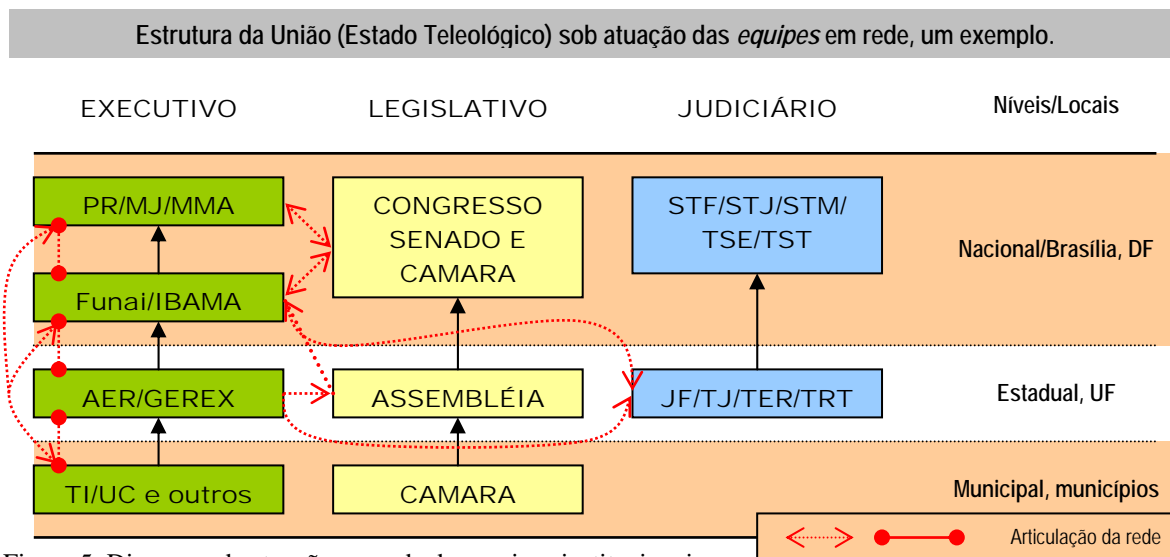 Estrutura da União (Estado Teleológico) sob atuação das equipes em rede, um exemplo.
EXECUTIVO LEGISLATIVO JUDICIÁRIO Níveis/Locais
PR/MJ/MMA
CONGRESSO
SENADO E
CAMARA
STF/STJ/STM/
TSE/TST
Nacional/Brasília, DF
Funai/IBAMA
AER/GEREX
ASSEMBLÉIA
JF/TJ/TER/TRT
Estadual, UF
TI/UC e outros
CAMARA
Municipal, municípios
Articulação da rede